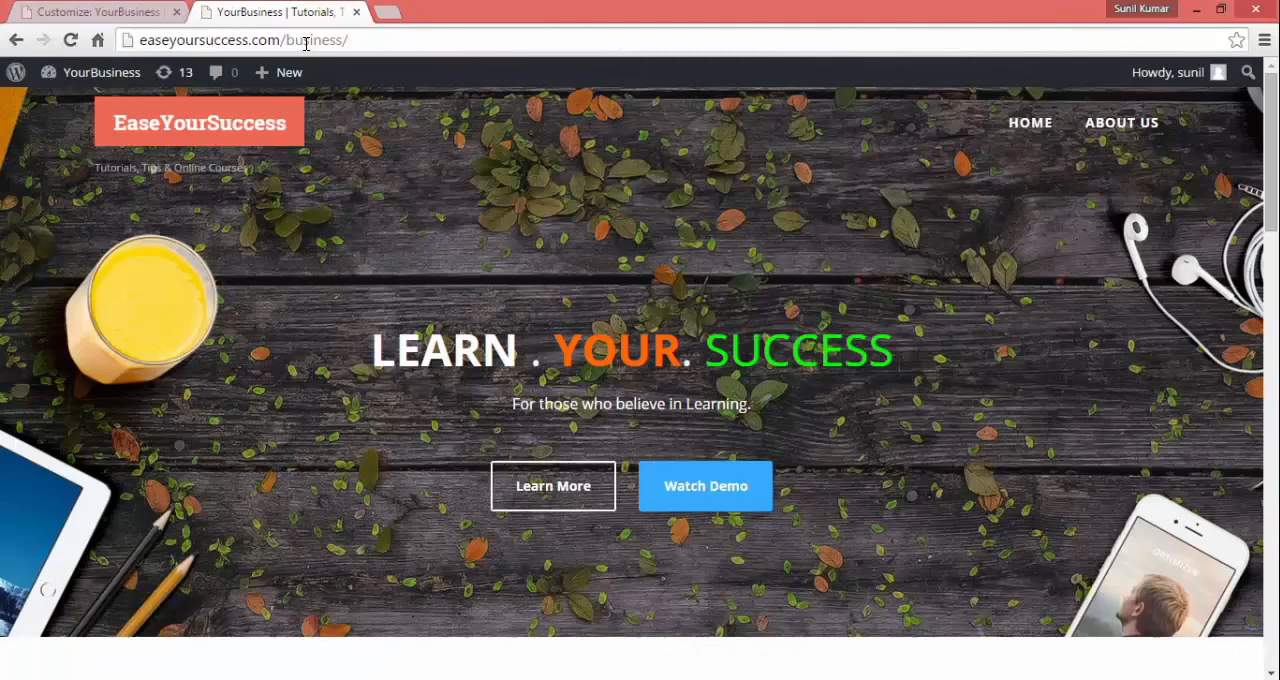 Customize: YourBusiness
YourBusiness | Tutorials, T
Sunil Kumar
easeyoursuccess.com/business/
YourBusiness
13
0
New
Howdy, sunil
EaseYourSuccess
HOME
ABOUT US
Tutorials, Tips & Online Courses
LEARN . YOUR. SUCCESS
For those who believe in Learning.
Learn More
Watch Demo
OPTIMIZER